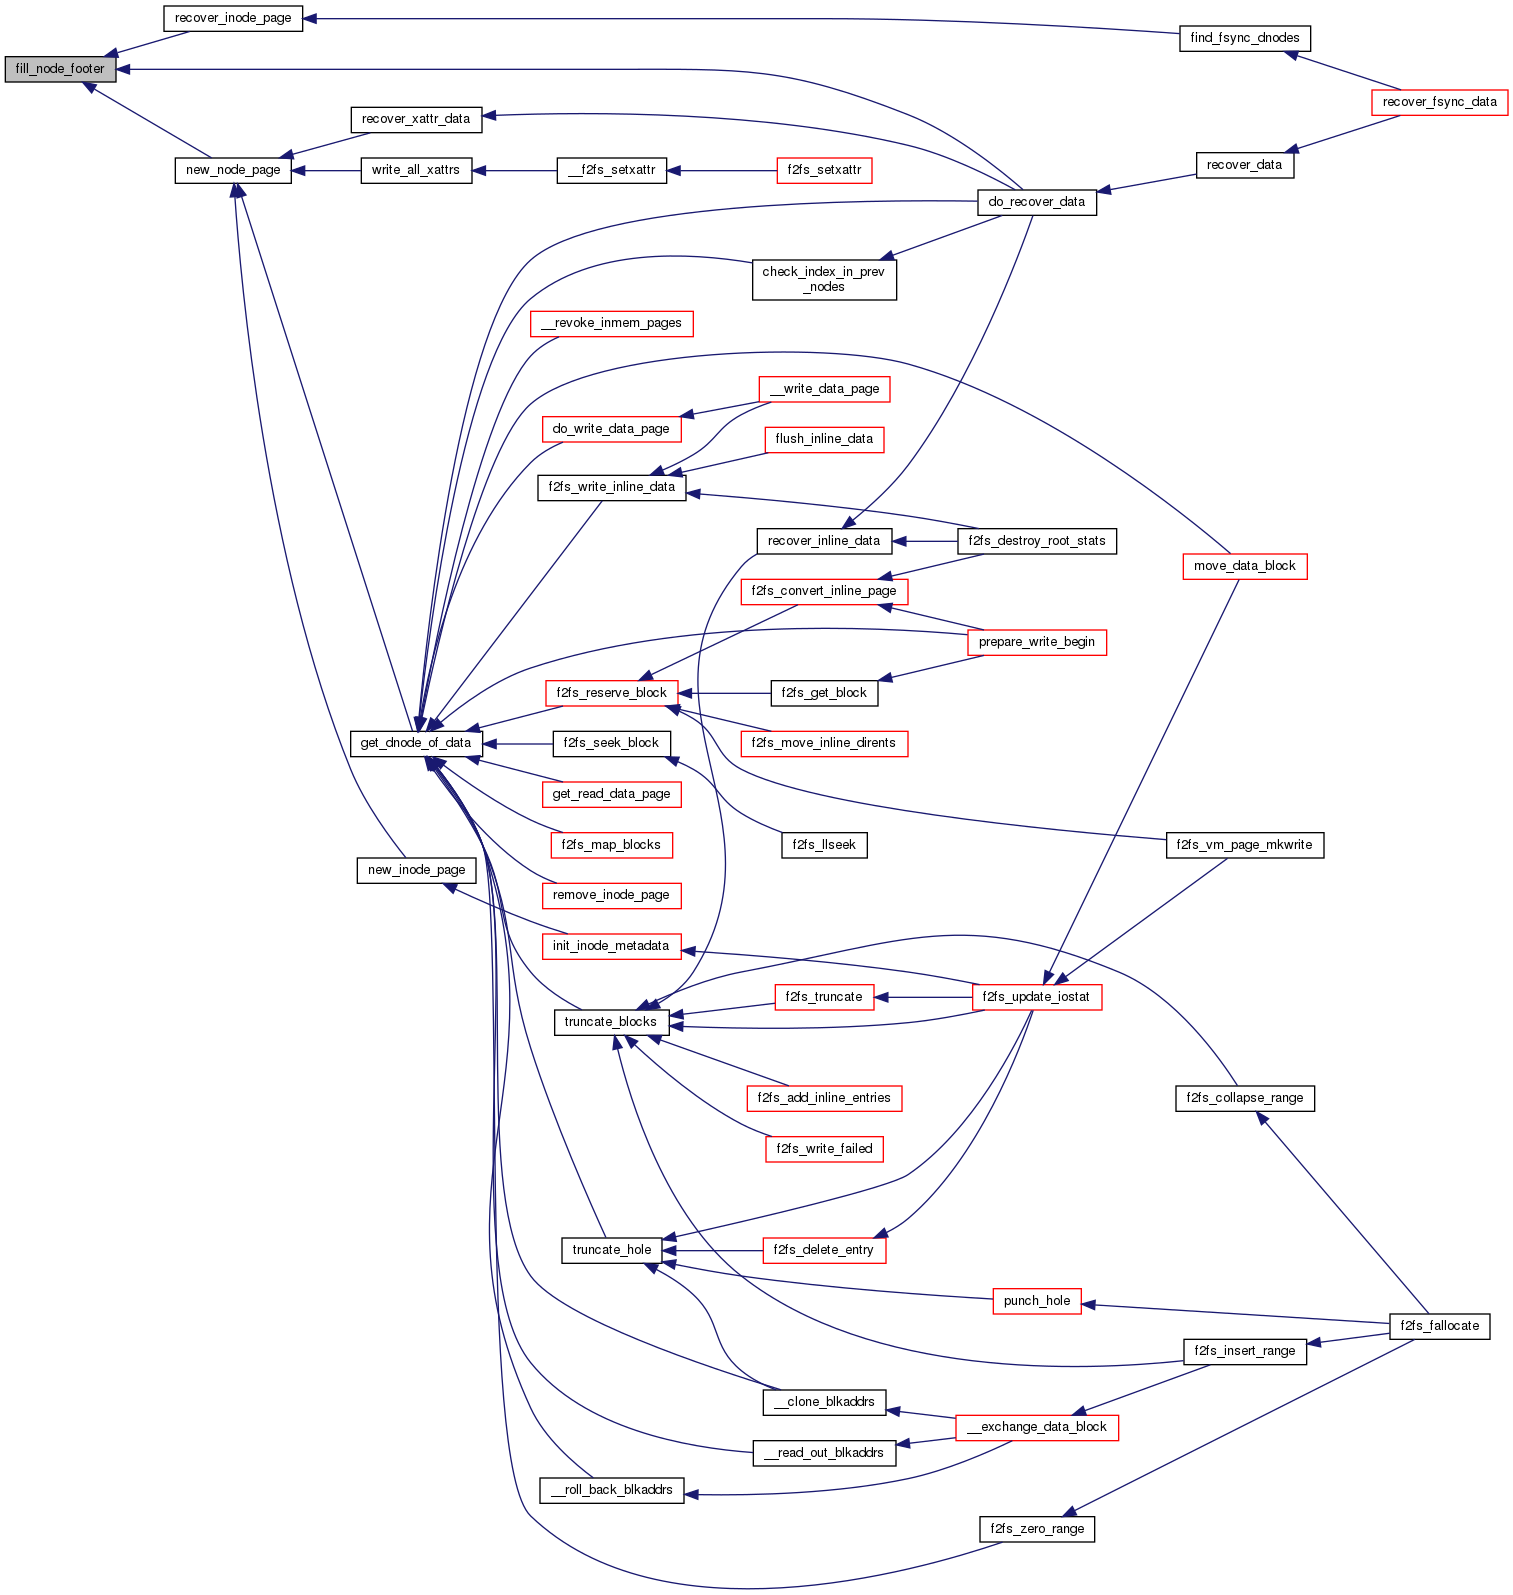 recover_inode_page
find_fsync_dnodes
fill_node_footer
recover_fsync_data
recover_xattr_data
new_node_page
write_all_xattrs
__f2fs_setxattr
f2fs_setxattr
recover_data
do_recover_data
check_index_in_prev
_nodes
__revoke_inmem_pages
__write_data_page
do_write_data_page
flush_inline_data
f2fs_write_inline_data
recover_inline_data
f2fs_destroy_root_stats
move_data_block
f2fs_convert_inline_page
prepare_write_begin
f2fs_reserve_block
f2fs_get_block
get_dnode_of_data
f2fs_seek_block
f2fs_move_inline_dirents
get_read_data_page
f2fs_map_blocks
f2fs_llseek
f2fs_vm_page_mkwrite
new_inode_page
remove_inode_page
init_inode_metadata
f2fs_truncate
f2fs_update_iostat
truncate_blocks
f2fs_add_inline_entries
f2fs_collapse_range
f2fs_write_failed
truncate_hole
f2fs_delete_entry
punch_hole
f2fs_fallocate
f2fs_insert_range
__clone_blkaddrs
__exchange_data_block
__read_out_blkaddrs
__roll_back_blkaddrs
f2fs_zero_range